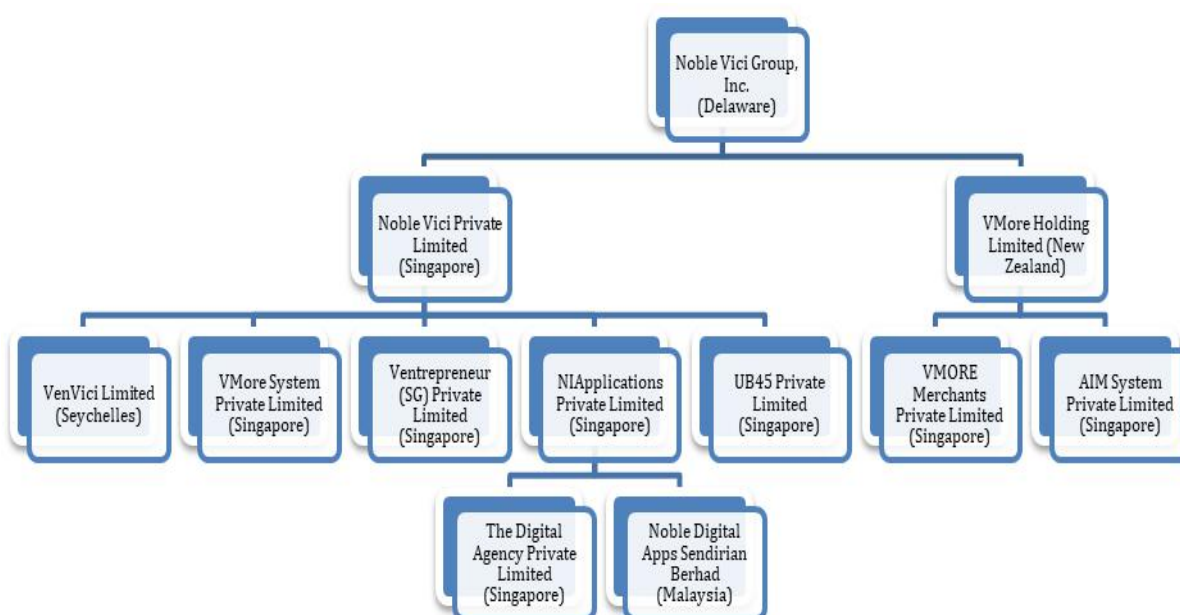 Noble Vici Group,
Inc.
(Delaware)
Noble Vici Private
Limited
(Singapore)
VMore Holding
Limited (New
Zealand)
VenVici Limited
(Seychelles)
VMore System
Private Limited
(Singapore)
Ventrepreneur
(SG) Private
Limited
(Singapore)
NIApplications
Private Limited
(Singapore)
UB45 Private
Limited
(Singapore)
VMORE
Merchants
Private Limited
(Singapore)
AIM System
Private Limited
(Singapore)
The Digital
Agency Private
Limited
(Singapore)
Noble Digital
Apps Sendirian
Berhad
(Malaysia)